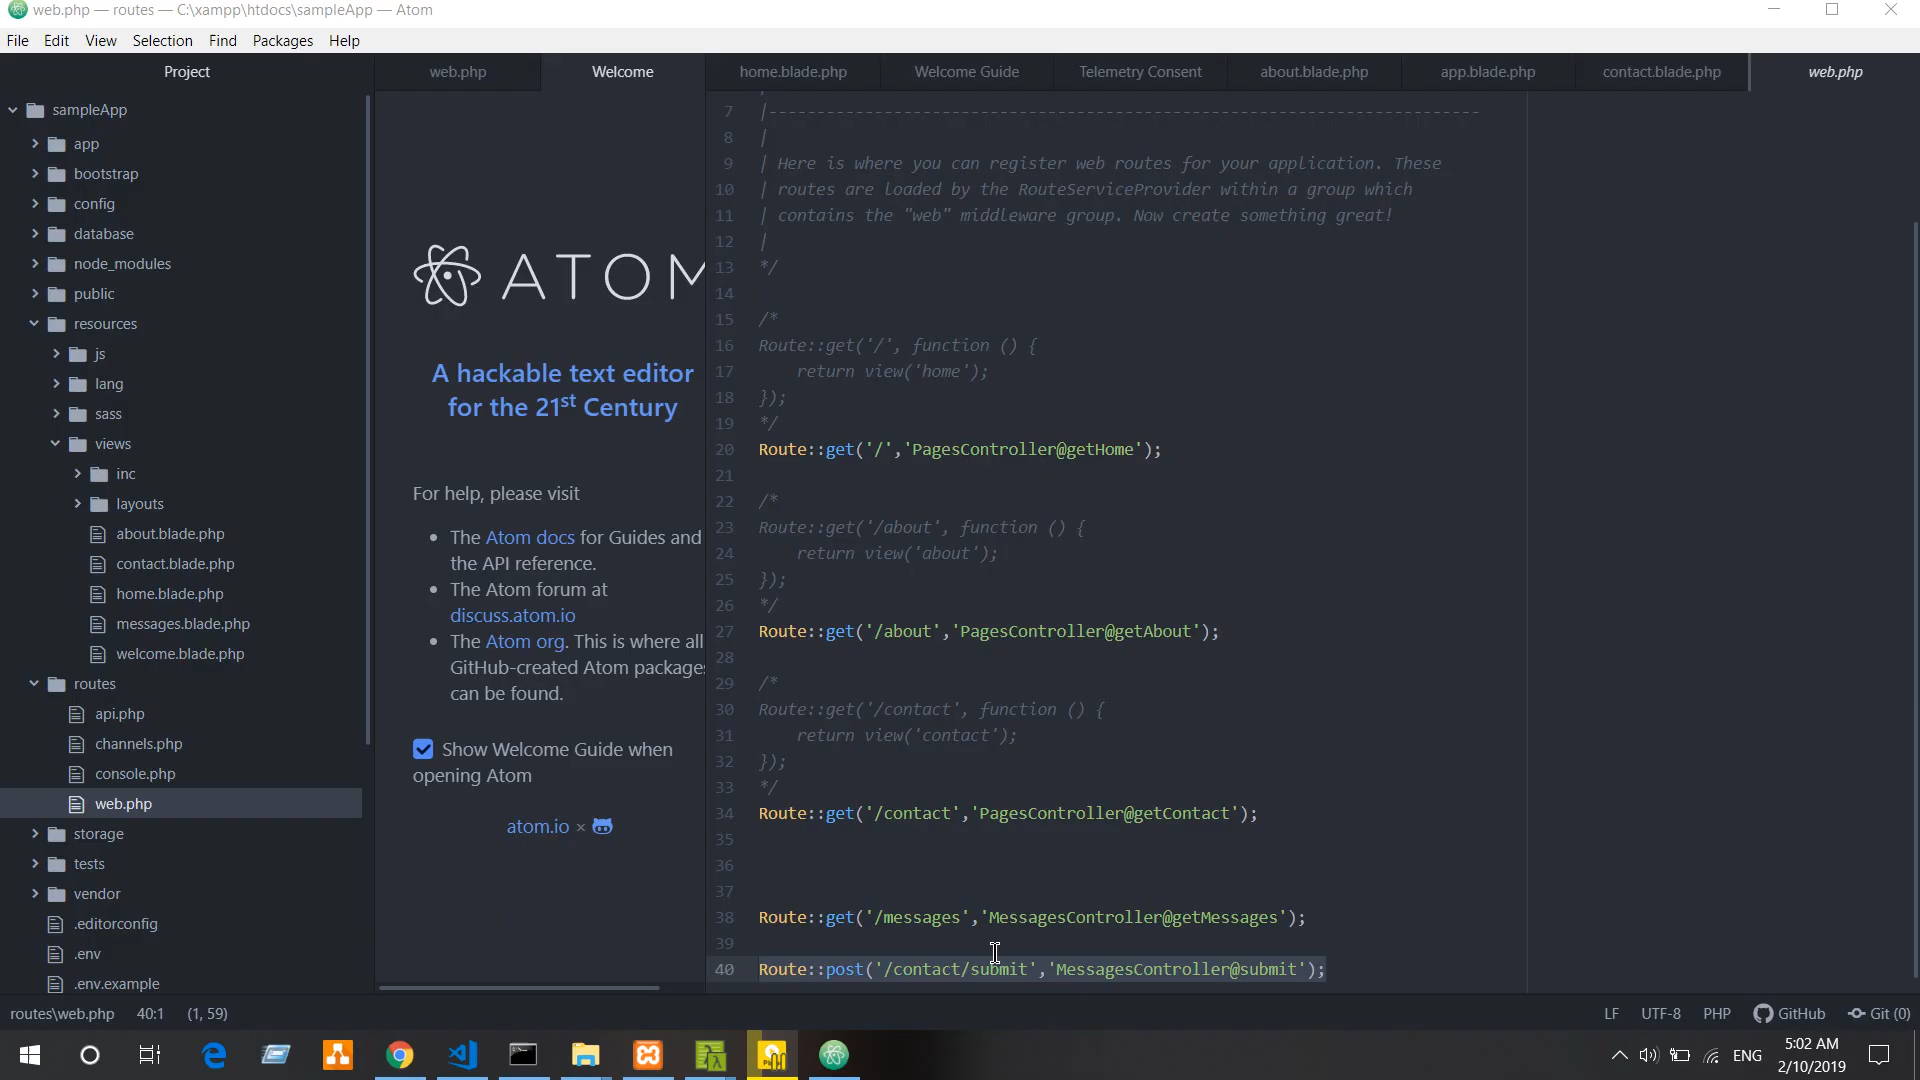 web.php — routes — C:\xampp\htdocs\sampleApp — Atom
File Edit View Selection Find Packages Help
Project
sampleApp
app
bootstrap
config
database
node_modules
public
resources
js
lang
sass
views
inc
layouts
about.blade.php
contact.blade.php
home.blade.php
messages.blade.php
welcome.blade.php
routes
api.php
channels.php
console.php
web.php
storage
tests
vendor
.editorconfig
.env
.env.example
web.php Welcome
ATOM
A hackable text editor
for the 21st Century
For help, please visit
The Atom docs for Guides and
the API reference.
The Atom forum at
discuss.atom.io
The Atom org. This is where all
GitHub-created Atom packages
can be found.
Show Welcome Guide when
opening Atom
atom.io ×
home.blade.php Welcome Guide Telemetry Consent about.blade.php app.blade.php contact.blade.php web.php
7 |--------------------------------------------------------------------------
8 |
9 | Here is where you can register web routes for your application. These
10 | routes are loaded by the RouteServiceProvider within a group which
11 | contains the "web" middleware group. Now create something great!
12 |
13 */
14
15 /*
16 Route::get('/', function () {
17 return view('home');
18 });
19 */
20 Route::get('/','PagesController@getHome');
21
22 /*
23 Route::get('/about', function () {
24 return view('about');
25 });
26 */
27 Route::get('/about','PagesController@getAbout');
28
29 /*
30 Route::get('/contact', function () {
31 return view('contact');
32 });
33 */
34 Route::get('/contact','PagesController@getContact');
35
36
37
38 Route::get('/messages','MessagesController@getMessages');
39
40 Route::post('/contact/submit','MessagesController@submit');
routes\web.php 40:1 (1, 59) LF UTF-8 PHP GitHub Git (0)
ENG
5:02 AM
2/10/2019